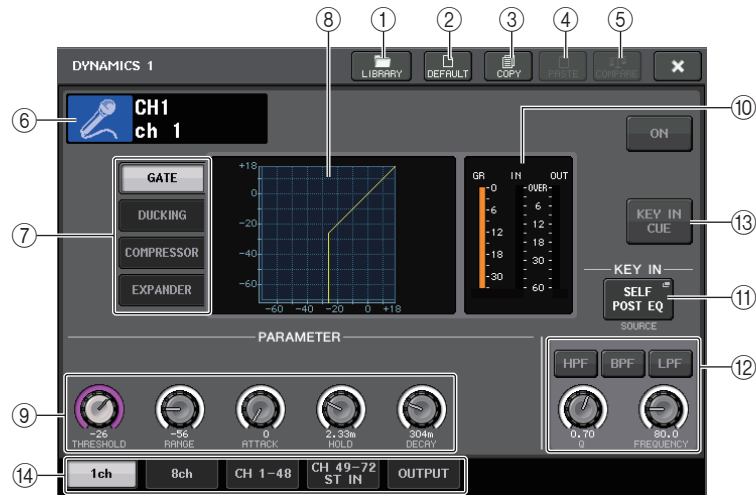 ① ② ③ ④ ⑤ ⑧
DYNAMICS 1
LIBRARY
DEFAULT
COPY
PASTE
COMPARE
×
⑥
CH1
ch 1
⑩
ON
⑦
GATE
DUCKING
COMPRESSOR
EXPANDER
+18
0
-20
-40
-60
-60 -40 -20 0 +18
GR IN OUT
-0
-6
-12
-18
-30
-OVER-
- 6 -
- 12 -
- 18 -
- 30 -
- 60 -
KEY IN
CUE
⑬
KEY IN
SELF
POST EQ
SOURCE
⑪
PARAMETER
HPF
BPF
LPF
⑫
⑨
-26
THRESHOLD
-56
RANGE
0
ATTACK
2.33m
HOLD
304m
DECAY
0.70
Q
80.0
FREQUENCY
⑭
1ch
8ch
CH 1-48
CH 49-72
ST IN
OUTPUT